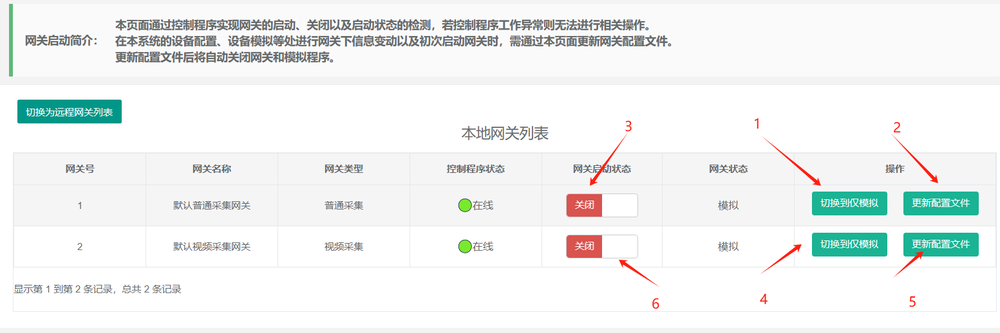 网关启动简介：
本页面通过控制程序实现网关的启动、关闭以及启动状态的检测，若控制程序工作异常则无法进行相关操作。
在本系统的设备配置、设备模拟等处进行网关下信息变动以及初次启动网关时，需通过本页面更新网关配置文件。
更新配置文件后将自动关闭网关和模拟程序。
切换为远程网关列表
本地网关列表
3 1 2
网关号 网关名称 网关类型 控制程序状态 网关启动状态 网关状态 操作
1 默认普通采集网关 普通采集 在线 关闭 模拟 切换到仅模拟 更新配置文件
2 默认视频采集网关 视频采集 在线 关闭 模拟 切换到仅模拟 更新配置文件
显示第 1 到第 2 条记录，总共 2 条记录
6 4 5